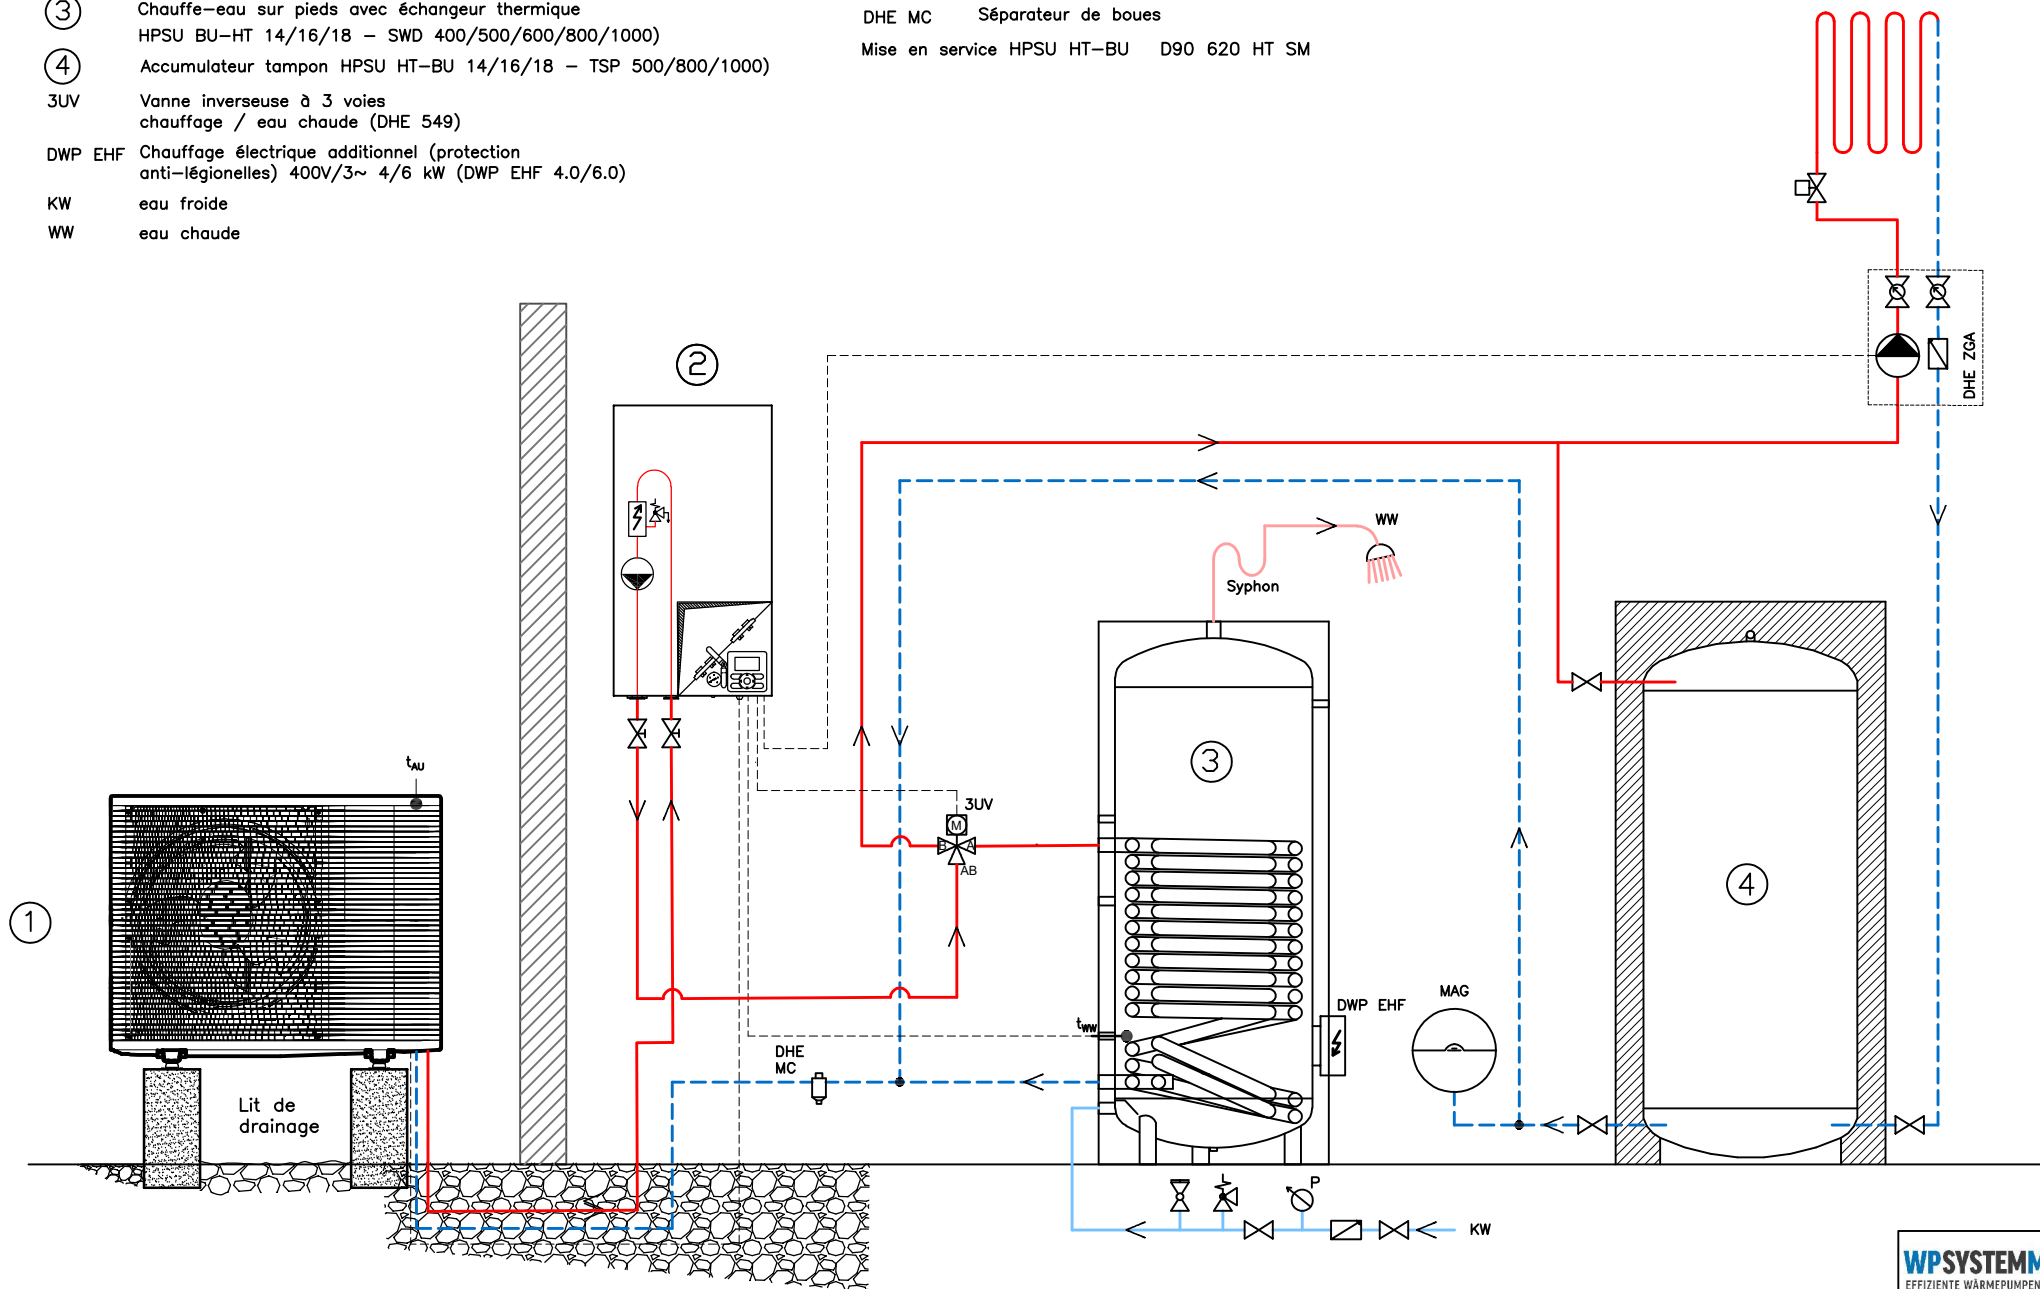 ③ Chauffe-eau sur pieds avec échangeur thermique
HPSU BU-HT 14/16/18 - SWD 400/500/600/800/1000)
④ Accumulateur tampon HPSU HT-BU 14/16/18 - TSP 500/800/1000)
3UV Vanne inverseuse à 3 voies
chauffage / eau chaude (DHE 549)
DWP EHF Chauffage électrique additionnel (protection
anti-légionelles) 400V/3~ 4/6 kW (DWP EHF 4.0/6.0)
KW eau froide
WW eau chaude
DHE MC Séparateur de boues
Mise en service HPSU HT-BU D90 620 HT SM
DHE ZGA
②
WW
Syphon
③
tAU
3UV
M
B A
AB
④
①
MAG
DWP EHF
tWW
DHE
MC
Lit de
drainage
P
KW
WPSYSTEMM
EFFIZIENTE WÄRMEPUMPEN